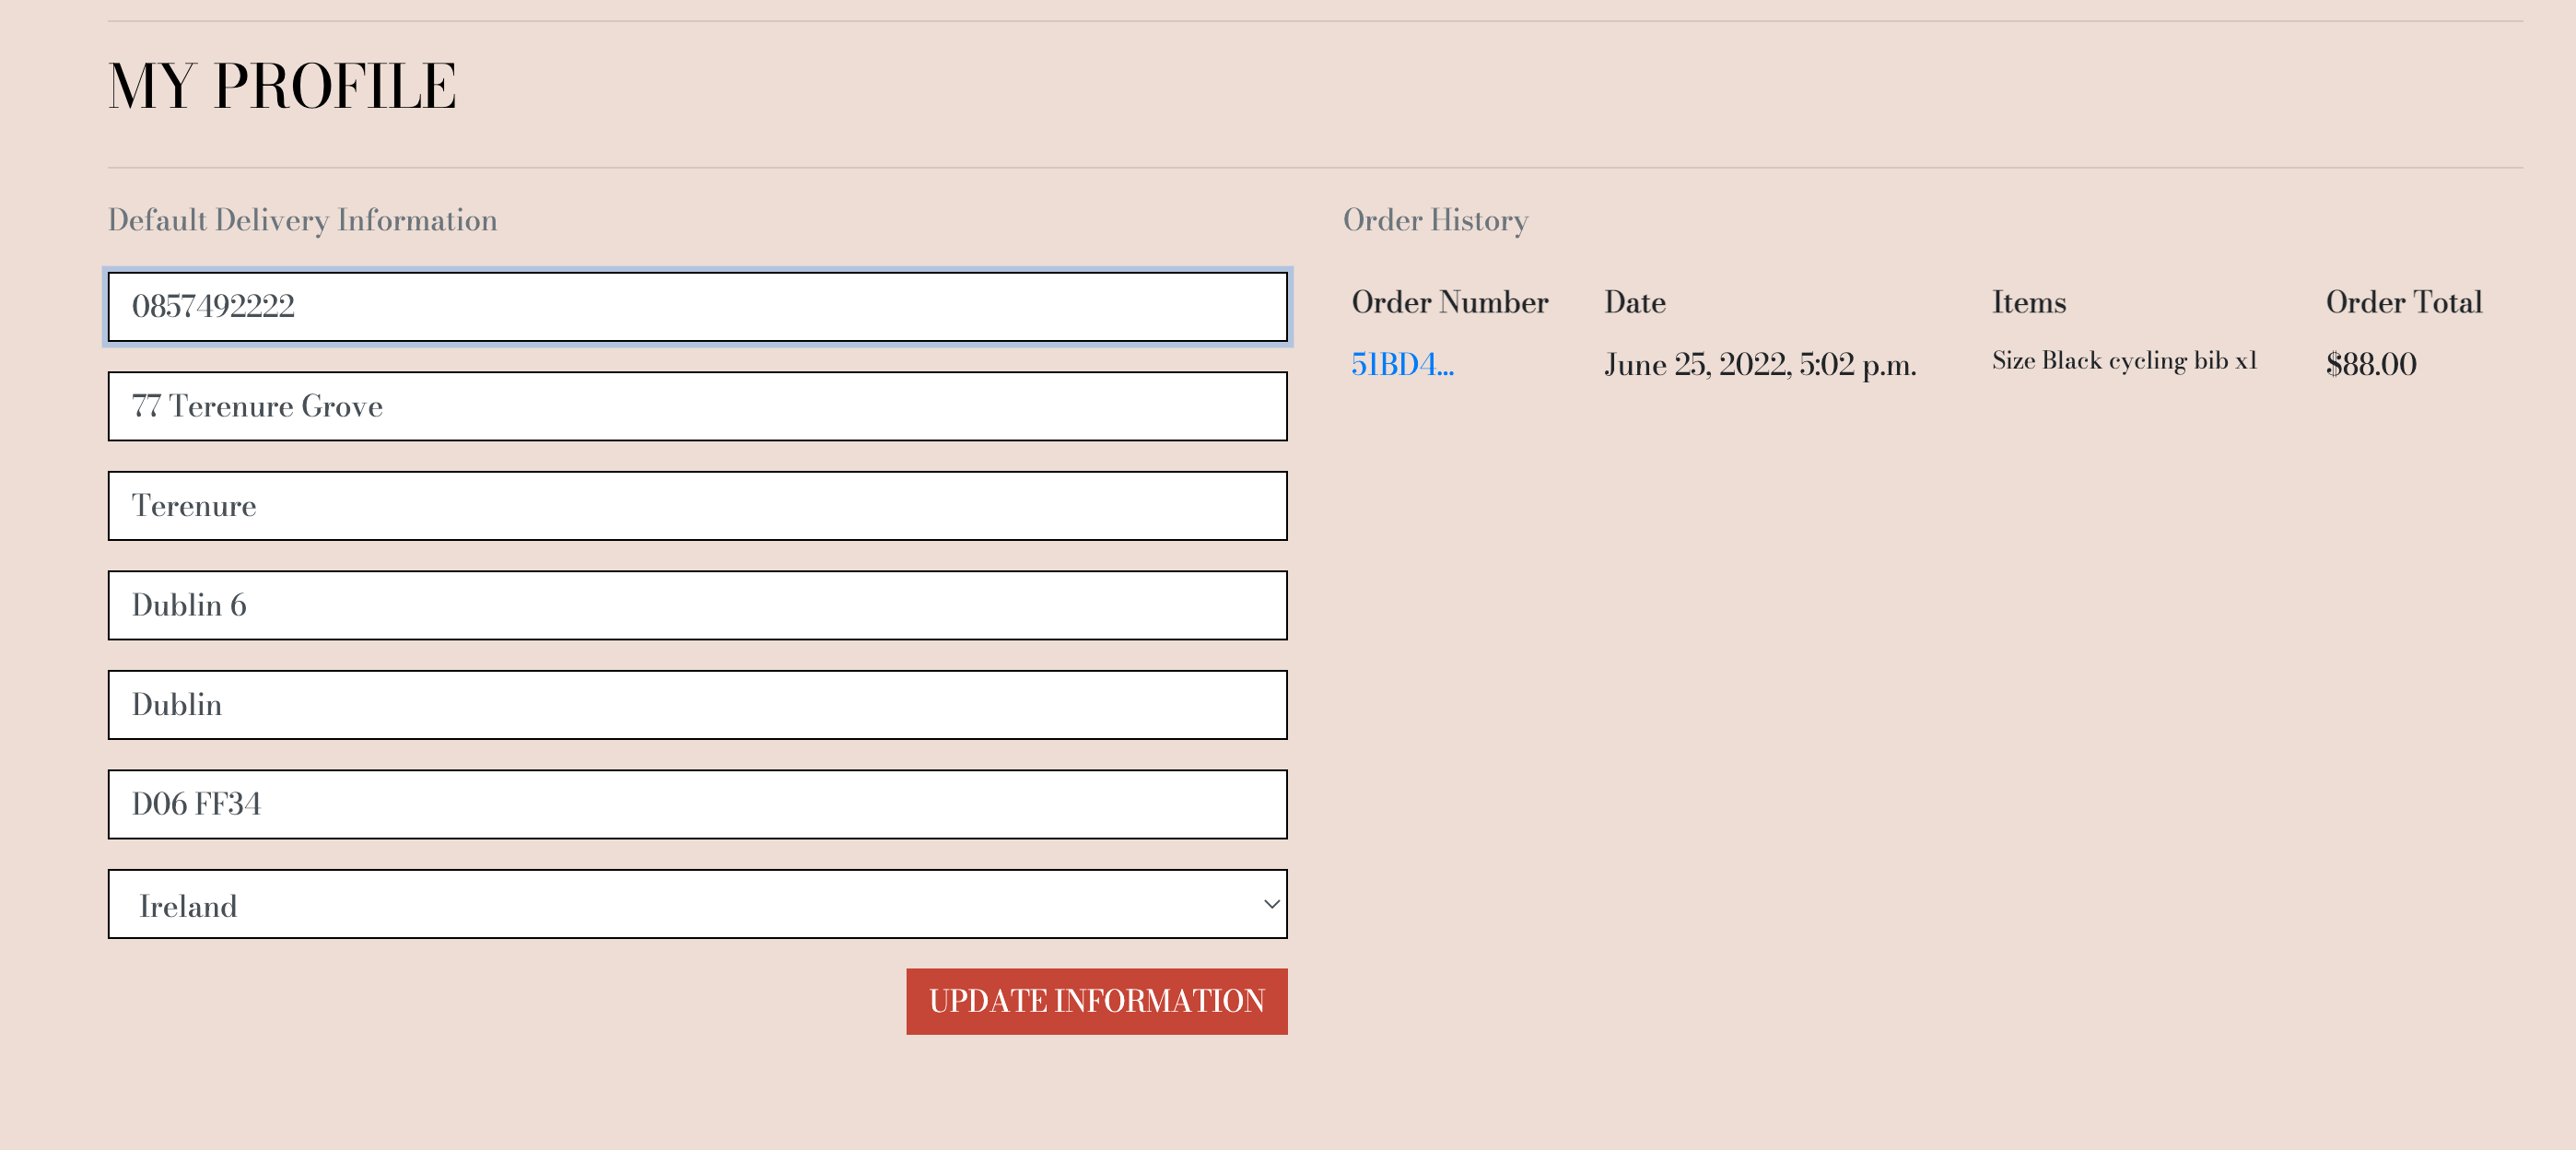 MY PROFILE
Default Delivery Information
0857492222
77 Terenure Grove
Terenure
Dublin 6
Dublin
D06 FF34
Ireland
UPDATE INFORMATION
Order History
Order Number Date Items Order Total
51BD4... June 25, 2022, 5:02 p.m. Size Black cycling bib x1 $88.00